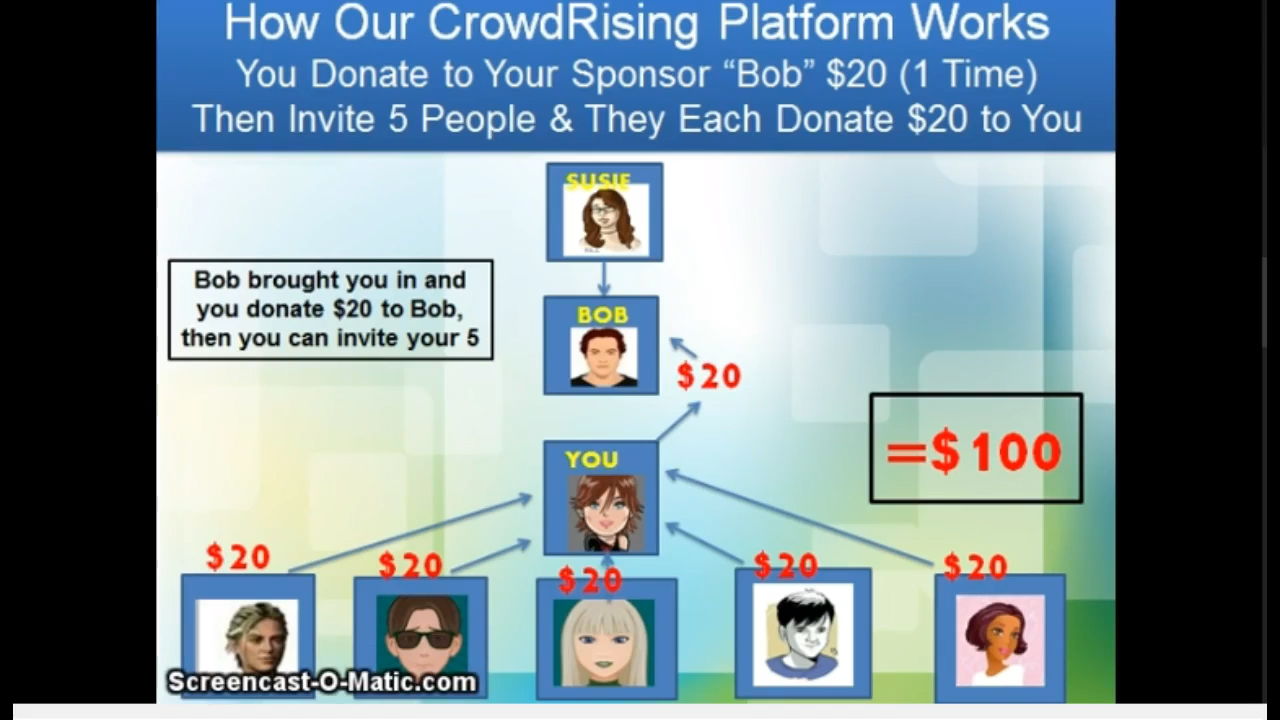 How Our CrowdRising Platform Works
You Donate to Your Sponsor “Bob” $20 (1 Time)
Then Invite 5 People & They Each Donate $20 to You
SUSIE
Bob brought you in and
you donate $20 to Bob,
then you can invite your 5
BOB
$20
=$100
YOU
$20
$20
$20
$20
$20
Screencast-O-Matic.com